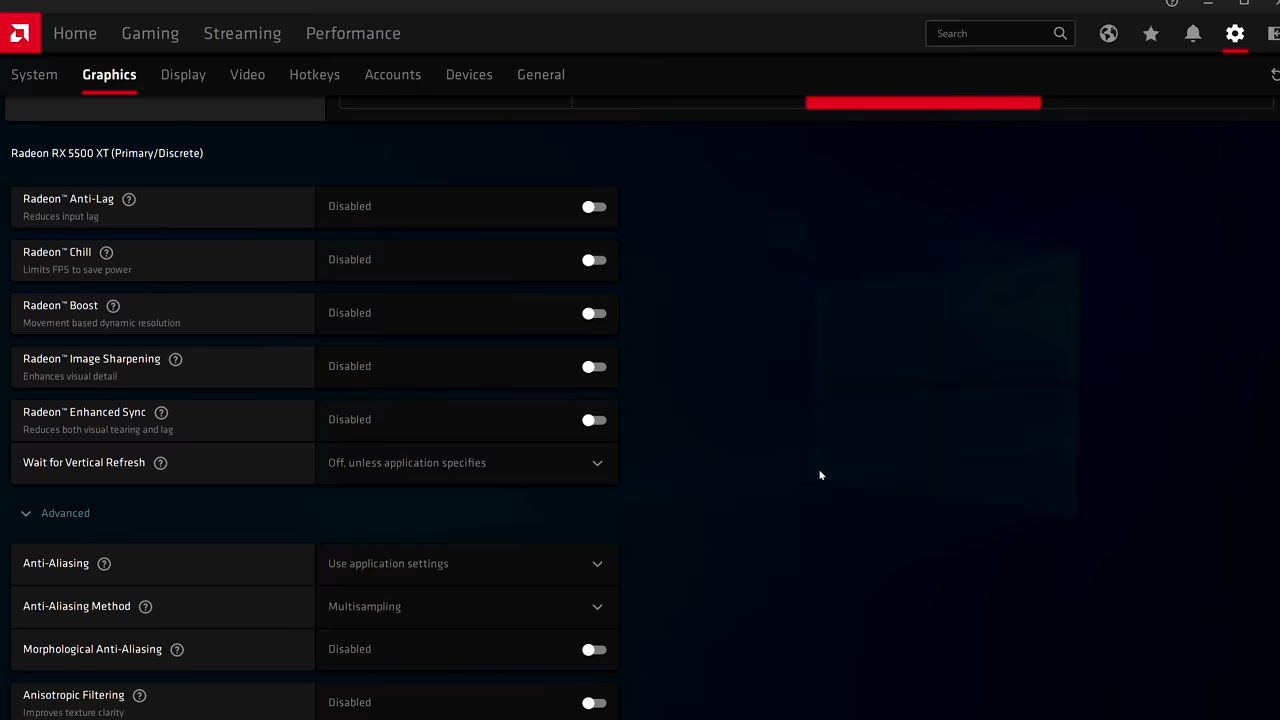 Home Gaming Streaming Performance Search
System Graphics Display Video Hotkeys Accounts Devices General
Radeon RX 5500 XT (Primary/Discrete)
Radeon™ Anti-Lag
Reduces input lag
Disabled
Radeon™ Chill
Limits FPS to save power
Disabled
Radeon™ Boost
Movement based dynamic resolution
Disabled
Radeon™ Image Sharpening
Enhances visual detail
Disabled
Radeon™ Enhanced Sync
Reduces both visual tearing and lag
Disabled
Wait for Vertical Refresh
Off, unless application specifies
Advanced
Anti-Aliasing
Use application settings
Anti-Aliasing Method
Multisampling
Morphological Anti-Aliasing
Disabled
Anisotropic Filtering
Improves texture clarity
Disabled